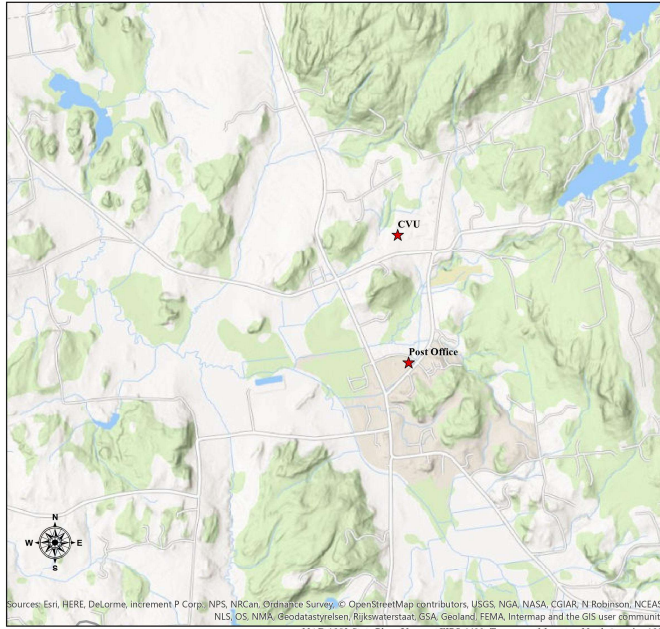 CVU
Post Office
N
W E
S
Sources: Esri, HERE, DeLorme, increment P Corp., NPS, NRCan, Ordnance Survey, © OpenStreetMap contributors, USGS, NGA, NASA, CGIAR, N Robinson, NCEAS
NLS, OS, NMA, Geodatastyrelsen, Rijkswaterstaat, GSA, Geoland, FEMA, Intermap and the GIS user communit